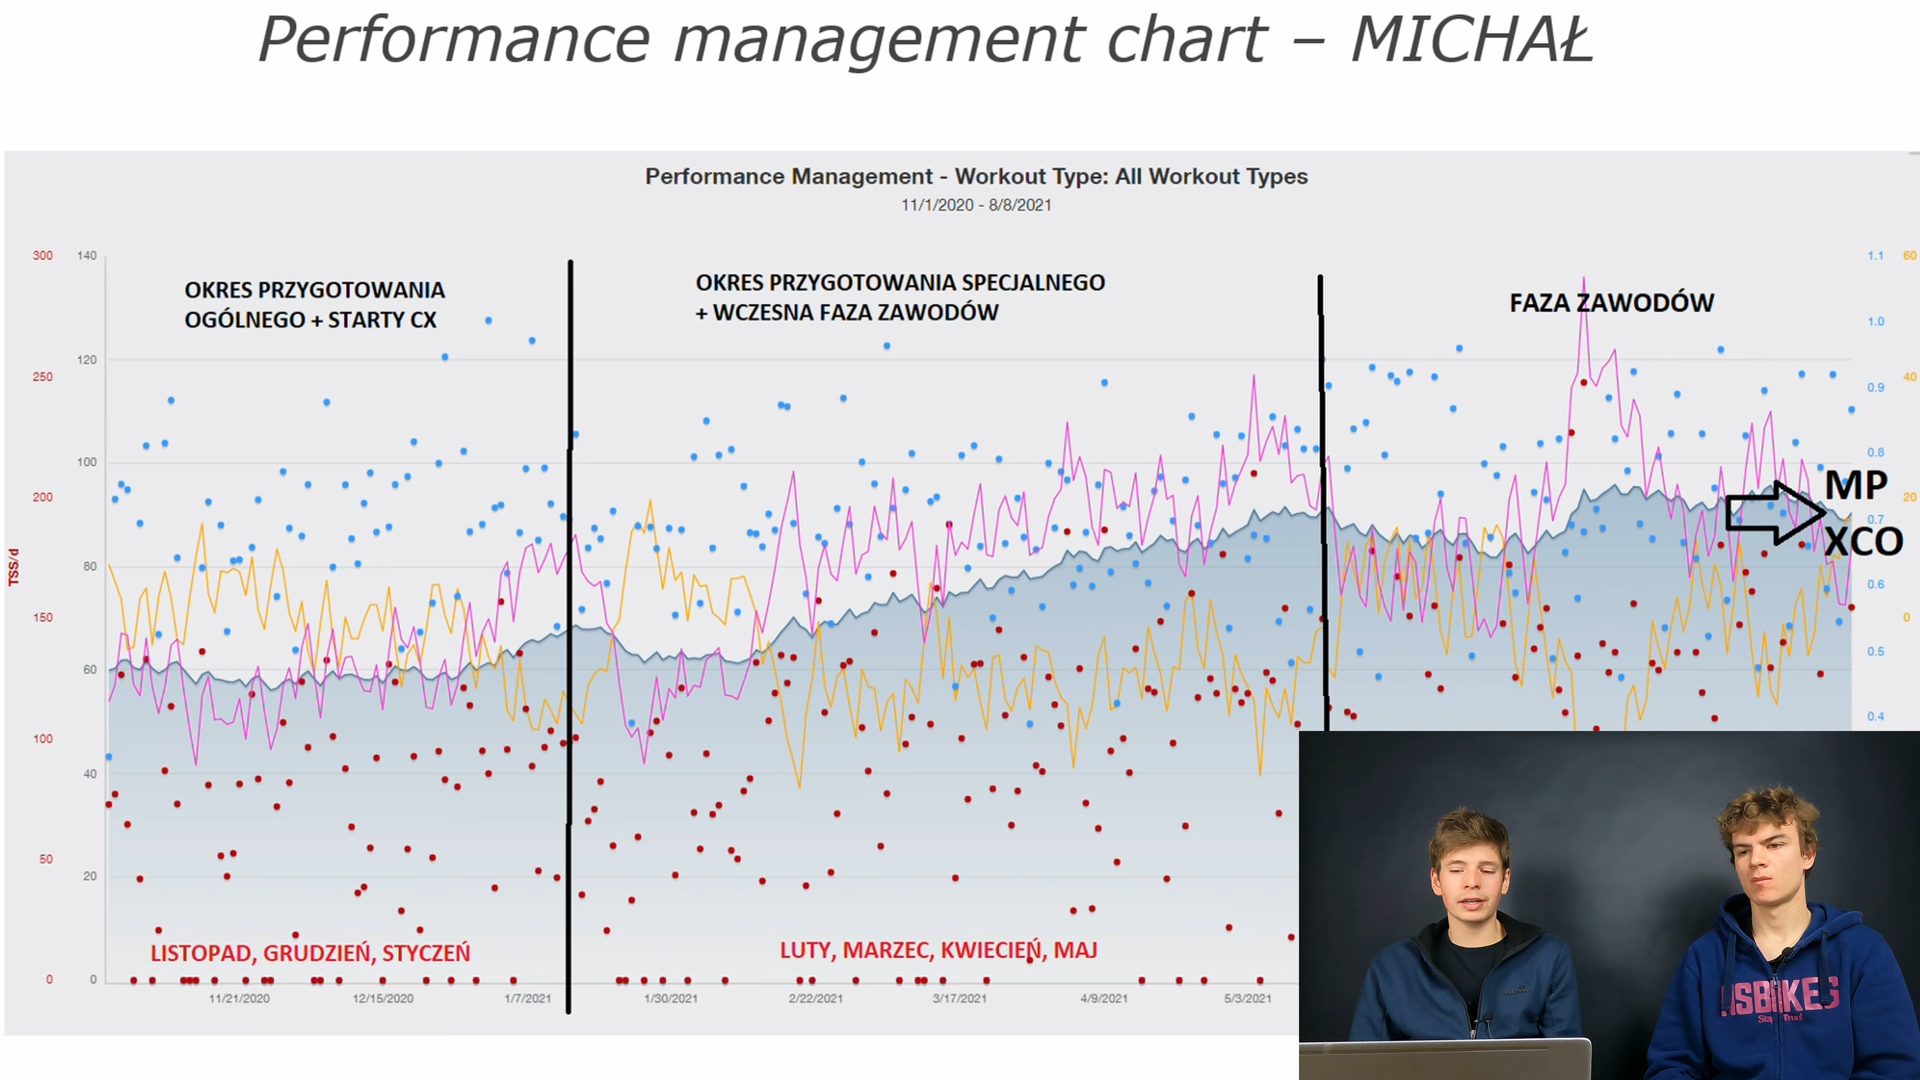 Performance management chart – MICHAŁ
Performance Management - Workout Type: All Workout Types
11/1/2020 - 8/8/2021
300
140
1.1
60
OKRES PRZYGOTOWANIA
OGÓLNEGO + STARTY CX
OKRES PRZYGOTOWANIA SPECJALNEGO
+ WCZESNA FAZA ZAWODÓW
FAZA ZAWODÓW
1.0
120
250
40
0.9
100
0.8
200
20
MP
XCO
0.7
TSS/d
80
0.6
150
0
60
0.5
0.4
100
40
50
20
LISTOPAD, GRUDZIEŃ, STYCZEŃ
LUTY, MARZEC, KWIECIEŃ, MAJ
0
0
11/21/2020
12/15/2020
1/7/2021
1/30/2021
2/22/2021
3/17/2021
4/9/2021
5/3/2021